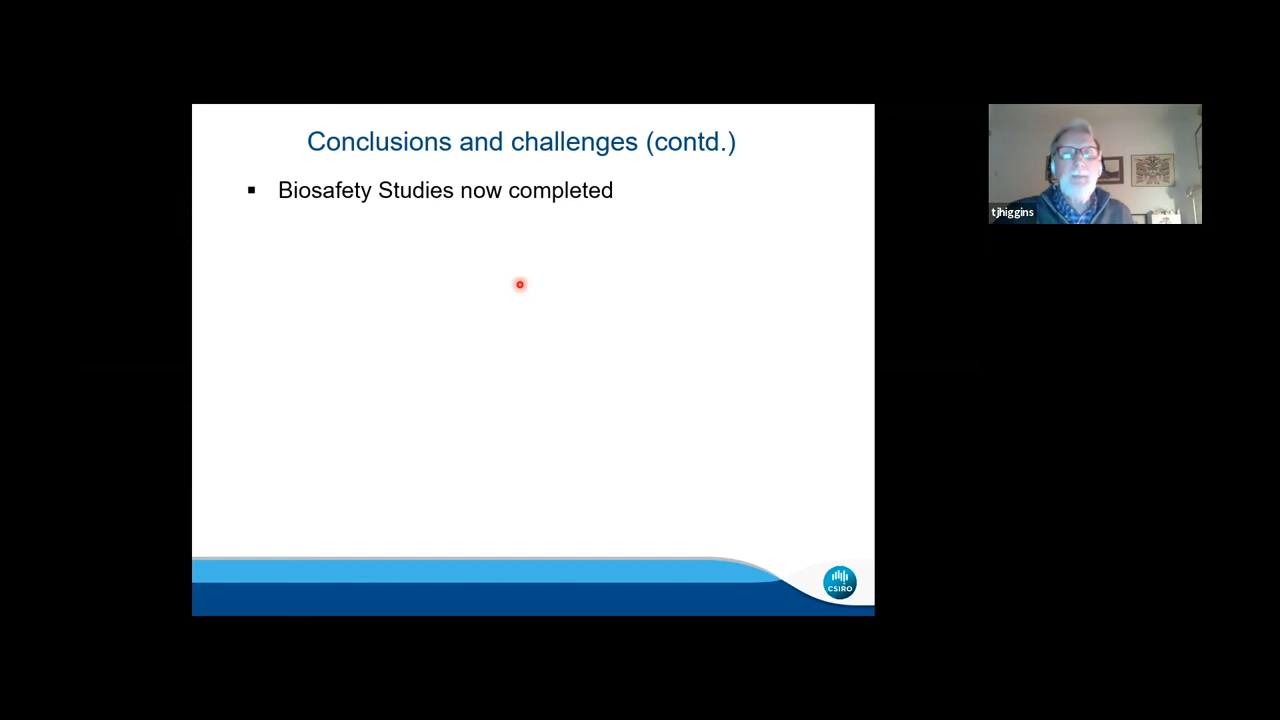 Conclusions and challenges (contd.)
▪ Biosafety Studies now completed
tjhiggins
CSIRO